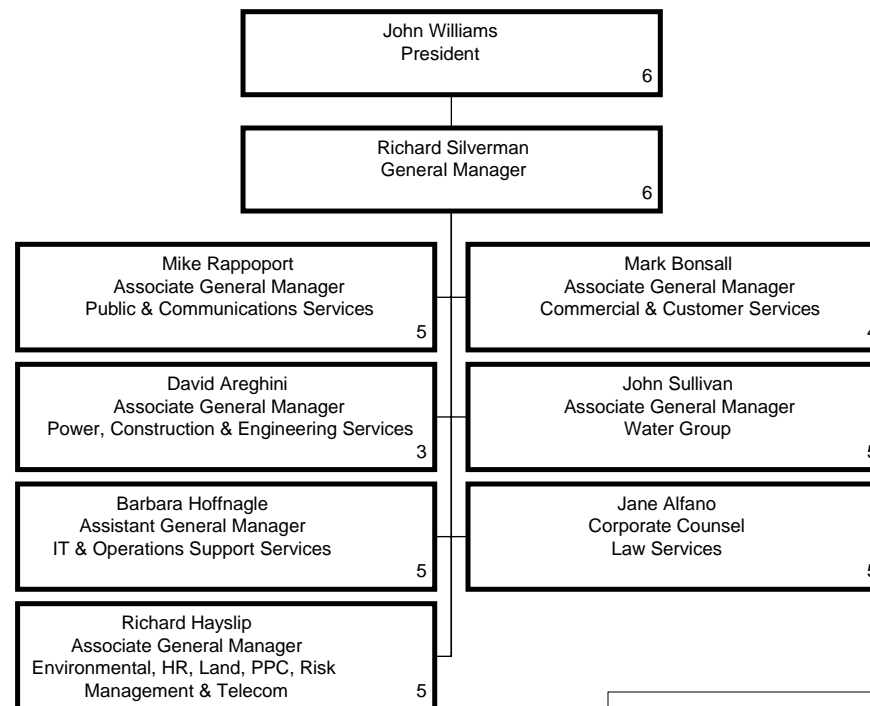 John Williams
President
6
Richard Silverman
General Manager
6
Mike Rappoport
Associate General Manager
Public & Communications Services
5
Mark Bonsall
Associate General Manager
Commercial & Customer Services
David Areghini
Associate General Manager
Power, Construction & Engineering Services
3
John Sullivan
Associate General Manager
Water Group
Barbara Hoffnagle
Assistant General Manager
IT & Operations Support Services
5
Jane Alfano
Corporate Counsel
Law Services
Richard Hayslip
Associate General Manager
Environmental, HR, Land, PPC, Risk
Management & Telecom
5